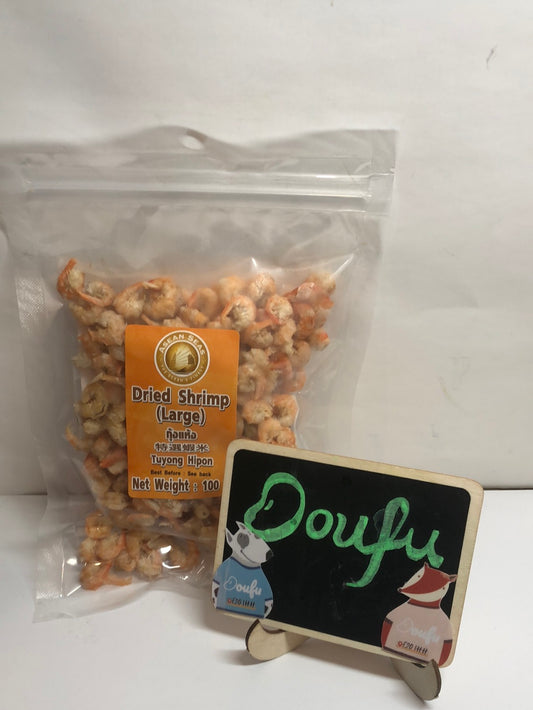 ASEAN SEAS
Dried Shrimp
(Large)
กุ้งแห้ง
特選蝦米
Tuyong Hipon
Best Before : See back
Net Weight : 100
Doufu
Doufu
Doufu